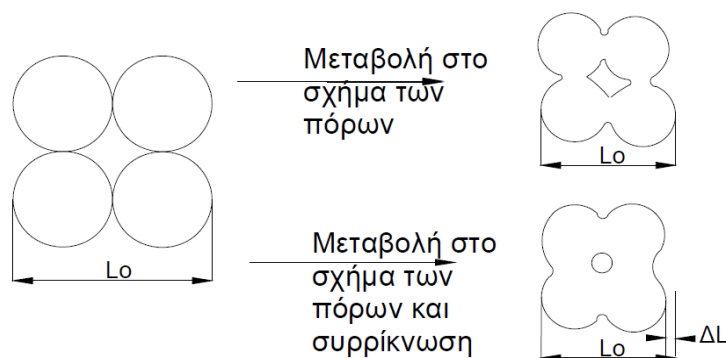 Μεταβολή στο
σχήμα των
πόρων
Lo
Lo
Μεταβολή στο
σχήμα των
πόρων και
συρρίκνωση
Lo
ΔL